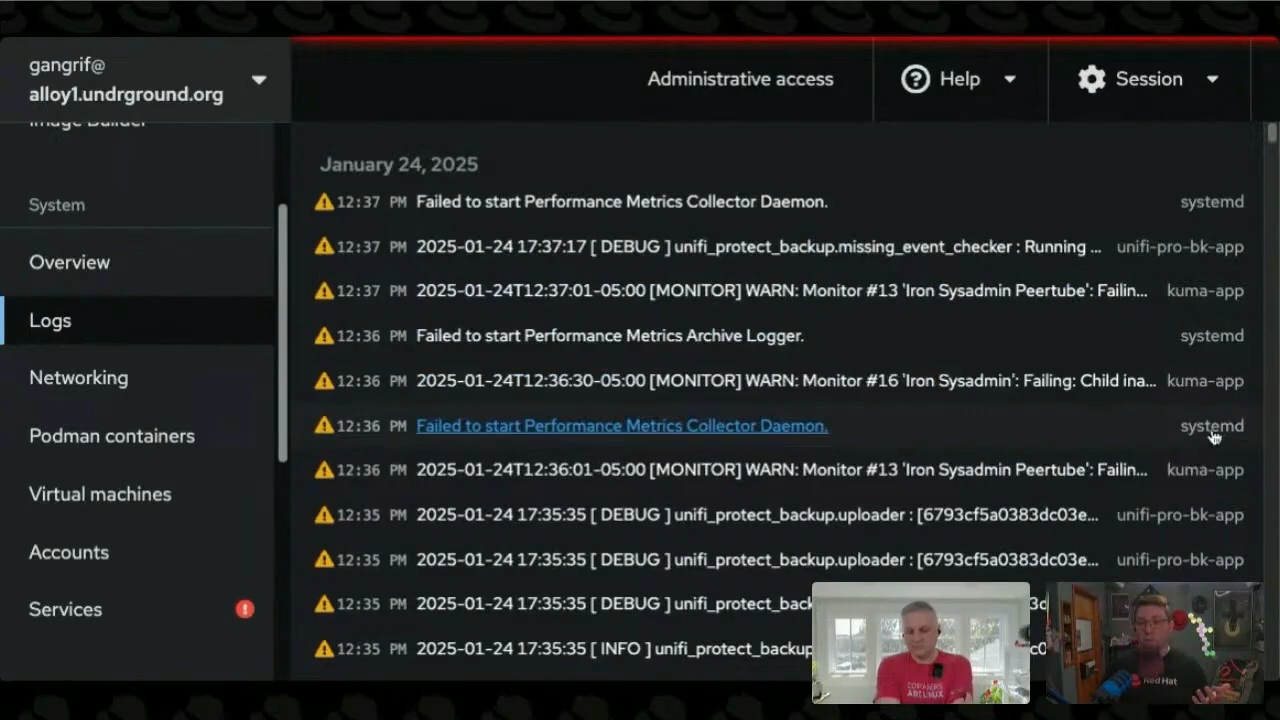 gangrif@
alloy1.undrground.org
Administrative access
Help
Session
Image Builder
System
Overview
Logs
Networking
Podman containers
Virtual machines
Accounts
Services
January 24, 2025
12:37 PM Failed to start Performance Metrics Collector Daemon. systemd
12:37 PM 2025-01-24 17:37:17 [ DEBUG ] unifi_protect_backup.missing_event_checker : Running ... unifi-pro-bk-app
12:37 PM 2025-01-24T12:37:01-05:00 [MONITOR] WARN: Monitor #13 'Iron Sysadmin Peertube': Failin... kuma-app
12:36 PM Failed to start Performance Metrics Archive Logger. systemd
12:36 PM 2025-01-24T12:36:30-05:00 [MONITOR] WARN: Monitor #16 'Iron Sysadmin': Failing: Child ina... kuma-app
12:36 PM Failed to start Performance Metrics Collector Daemon. systemd
12:36 PM 2025-01-24T12:36:01-05:00 [MONITOR] WARN: Monitor #13 'Iron Sysadmin Peertube': Failin... kuma-app
12:35 PM 2025-01-24 17:35:35 [ DEBUG ] unifi_protect_backup.uploader : [6793cf5a0383dc03e... unifi-pro-bk-app
12:35 PM 2025-01-24 17:35:35 [ DEBUG ] unifi_protect_backup.uploader : [6793cf5a0383dc03e... unifi-pro-bk-app
12:35 PM 2025-01-24 17:35:35 [ DEBUG ] unifi_protect_backup
12:35 PM 2025-01-24 17:35:35 [ INFO ] unifi_protect_backup
Red Hat